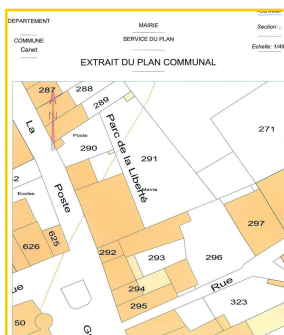 DEPARTEMENT
COMMUNE
Canet
MAIRIE
SERVICE DU PLAN
Section: ..
Echelle: 1/49
EXTRAIT DU PLAN COMMUNAL
287
288
289
La
Poste
290
Parc de la Liberté
271
291
2
Ecoles
Poste
Mairie
297
625
626
292
293
296
294
295
Rue
323
ue
50
G